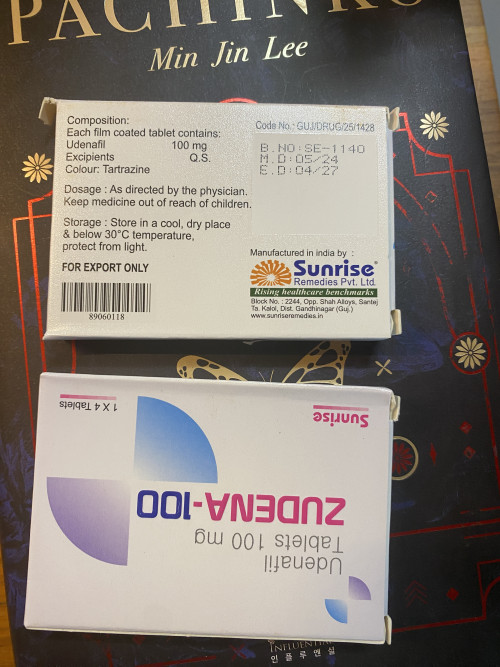 PACHINKO
Min Jin Lee
Composition:
Each film coated tablet contains:
Udenafil 100 mg
Excipients Q.S.
Colour: Tartrazine
Dosage : As directed by the physician.
Keep medicine out of reach of children.
Storage : Store in a cool, dry place
& below 30°C temperature,
protect from light.
FOR EXPORT ONLY
89060118
Code No.: GUJ/DRUG/25/1428
B.NO:SE-1140
M.D:05/24
E.D:04/27
Manufactured in india by :
Sunrise
Remedies Pvt. Ltd.
Rising healthcare benchmarks
Block No. : 2244, Opp. Shah Alloys, Santej
Ta. Kalol, Dist. Gandhinagar (Guj.)
www.sunriseremedies.in
Udenafil
Tablets 100 mg
ZUDENA-100
Sunrise
1 X 4 Tablets
인플루엔셜